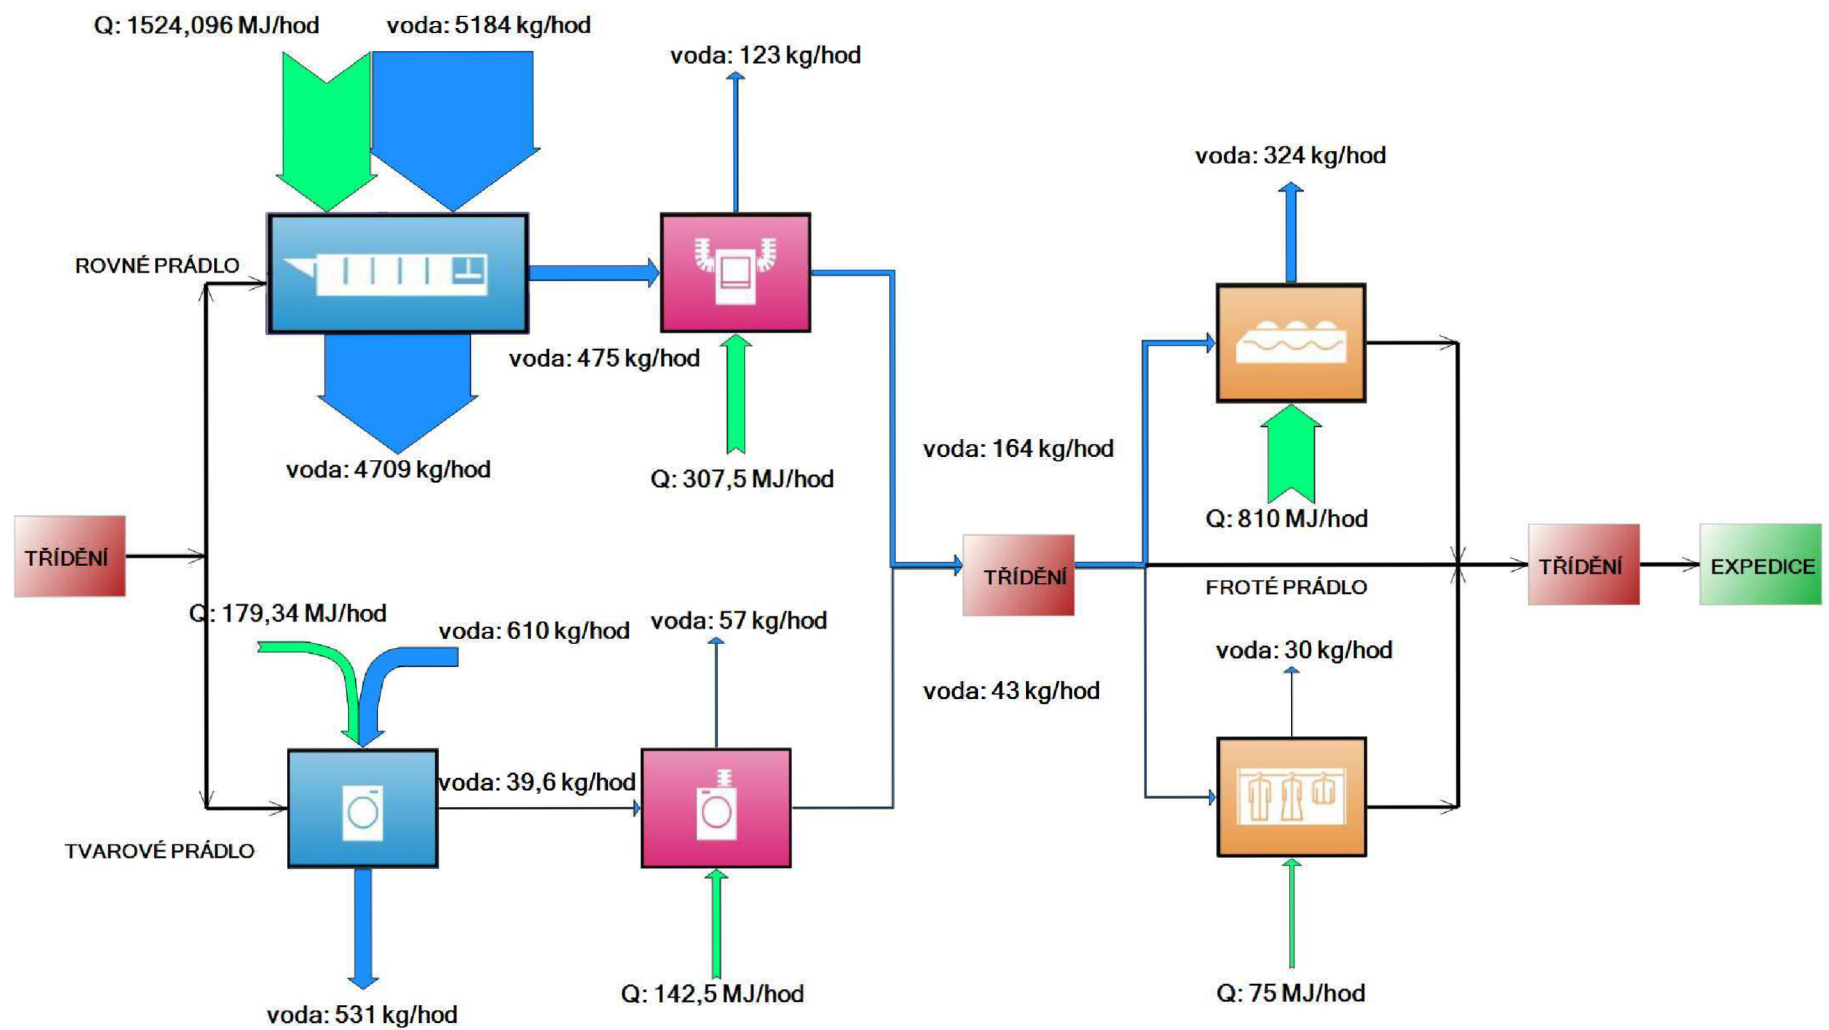 Q: 1524,096 MJ/hod
voda: 5184 kg/hod
voda: 123 kg/hod
voda: 324 kg/hod
ROVNÉ PRÁDLO
voda: 475 kg/hod
voda: 4709 kg/hod
Q: 307,5 MJ/hod
voda: 164 kg/hod
Q: 810 MJ/hod
TŘÍDĚNÍ
TŘÍDĚNÍ
FROTÉ PRÁDLO
TŘÍDĚNÍ
EXPEDICE
Q: 179,34 MJ/hod
voda: 610 kg/hod
voda: 57 kg/hod
voda: 30 kg/hod
voda: 43 kg/hod
voda: 39,6 kg/hod
TVAROVÉ PRÁDLO
Q: 142,5 MJ/hod
Q: 75 MJ/hod
voda: 531 kg/hod